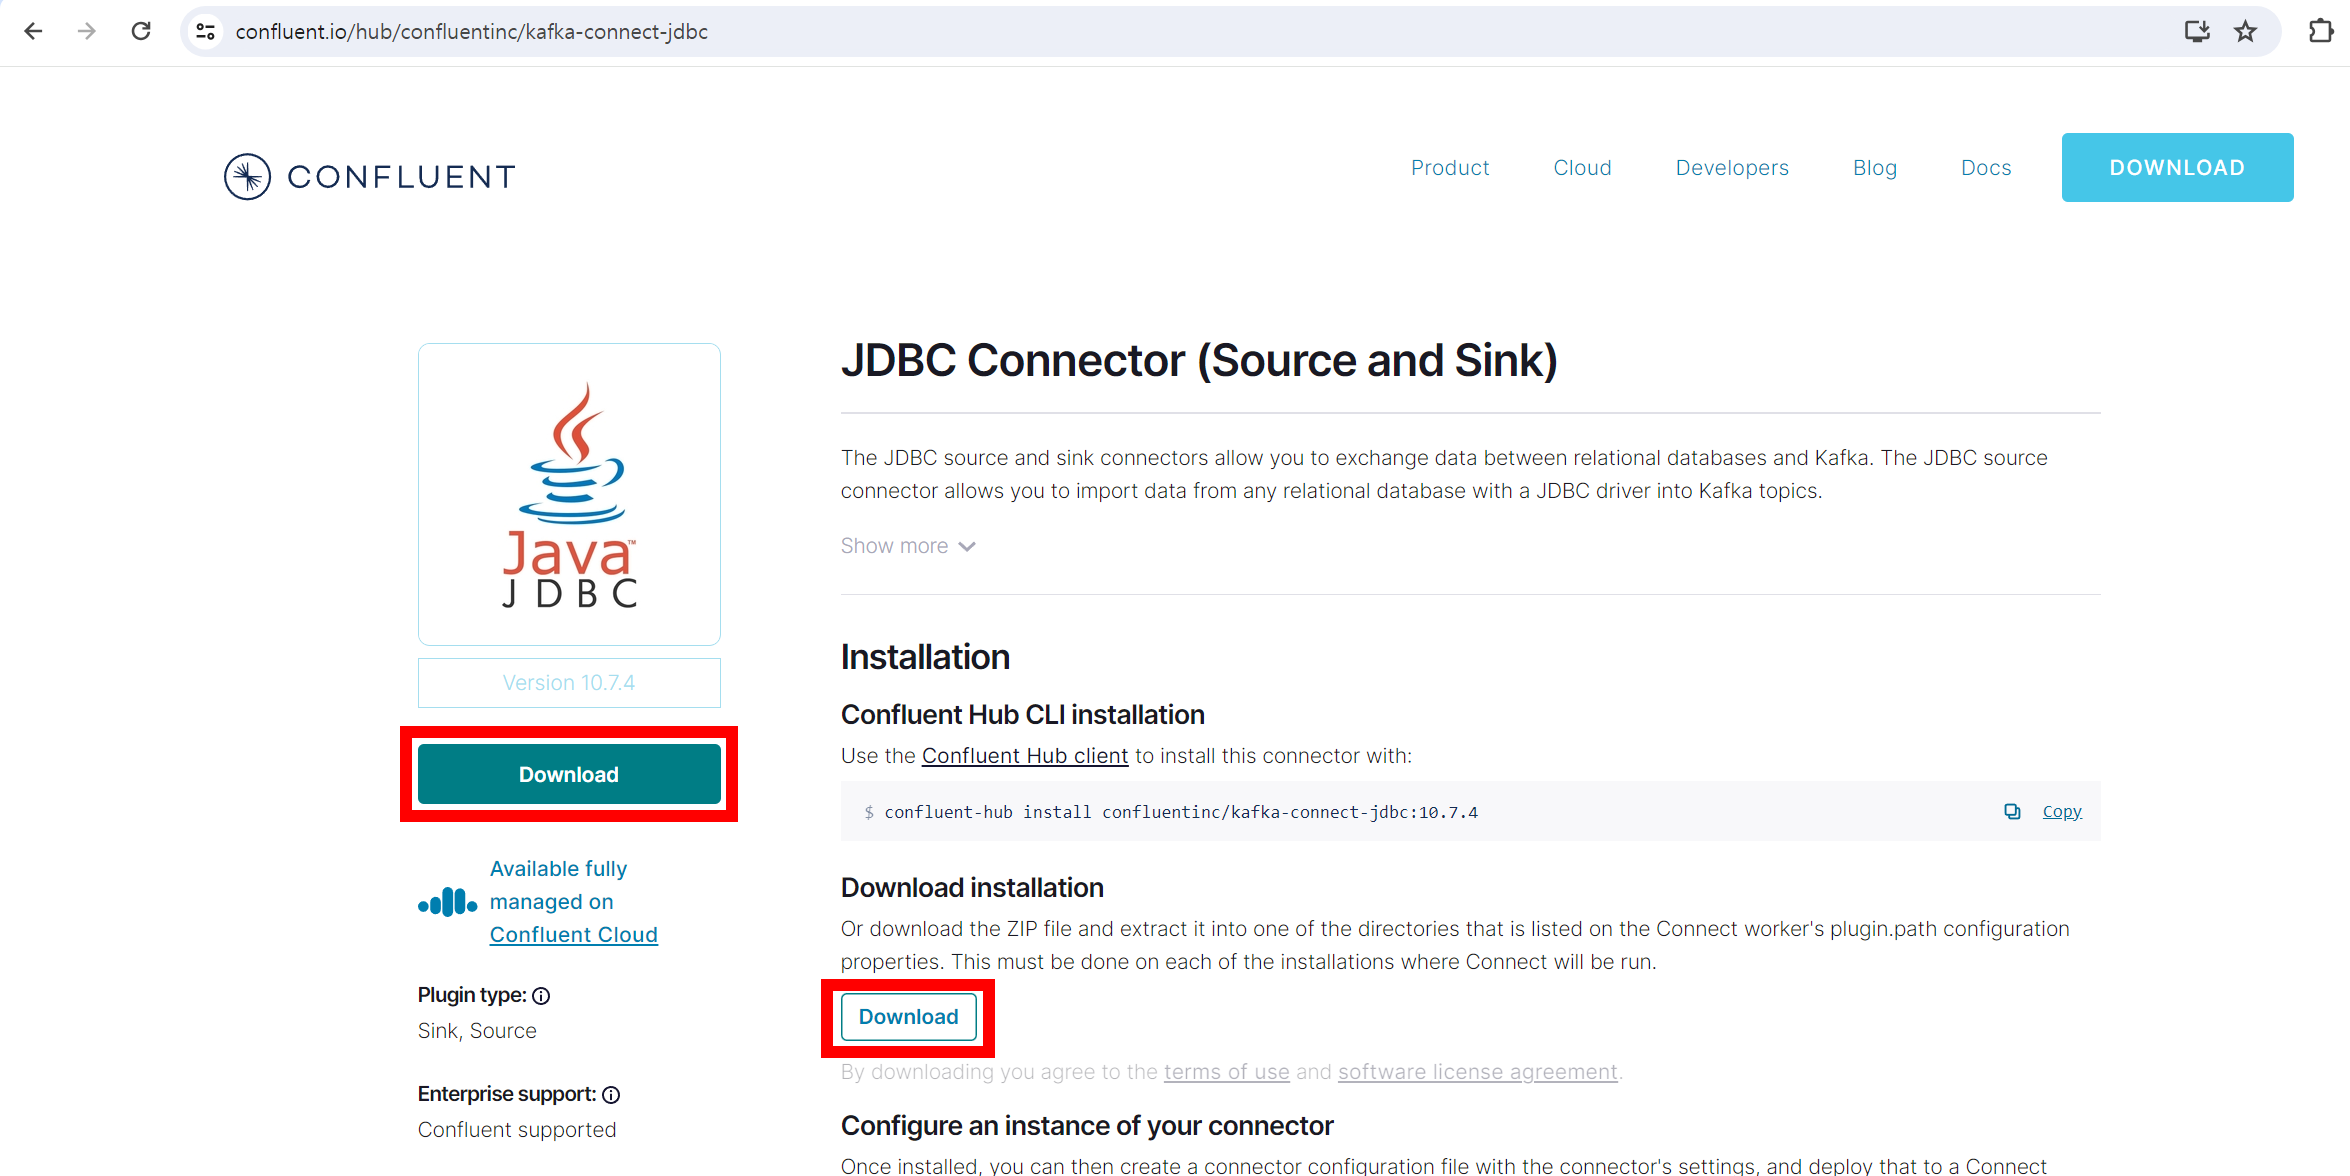 confluent.io/hub/confluentinc/kafka-connect-jdbc
CONFLUENT
Product
Cloud
Developers
Blog
Docs
DOWNLOAD
Java™
JDBC
Version 10.7.4
Download
Available fully
managed on
Confluent Cloud
Plugin type:
Sink, Source
Enterprise support:
Confluent supported
JDBC Connector (Source and Sink)
The JDBC source and sink connectors allow you to exchange data between relational databases and Kafka. The JDBC source
connector allows you to import data from any relational database with a JDBC driver into Kafka topics.
Show more
Installation
Confluent Hub CLI installation
Use the Confluent Hub client to install this connector with:
$ confluent-hub install confluentinc/kafka-connect-jdbc:10.7.4
Copy
Download installation
Or download the ZIP file and extract it into one of the directories that is listed on the Connect worker's plugin.path configuration
properties. This must be done on each of the installations where Connect will be run.
Download
By downloading you agree to the terms of use and software license agreement.
Configure an instance of your connector
Once installed, you can then create a connector configuration file with the connector's settings, and deploy that to a Connect